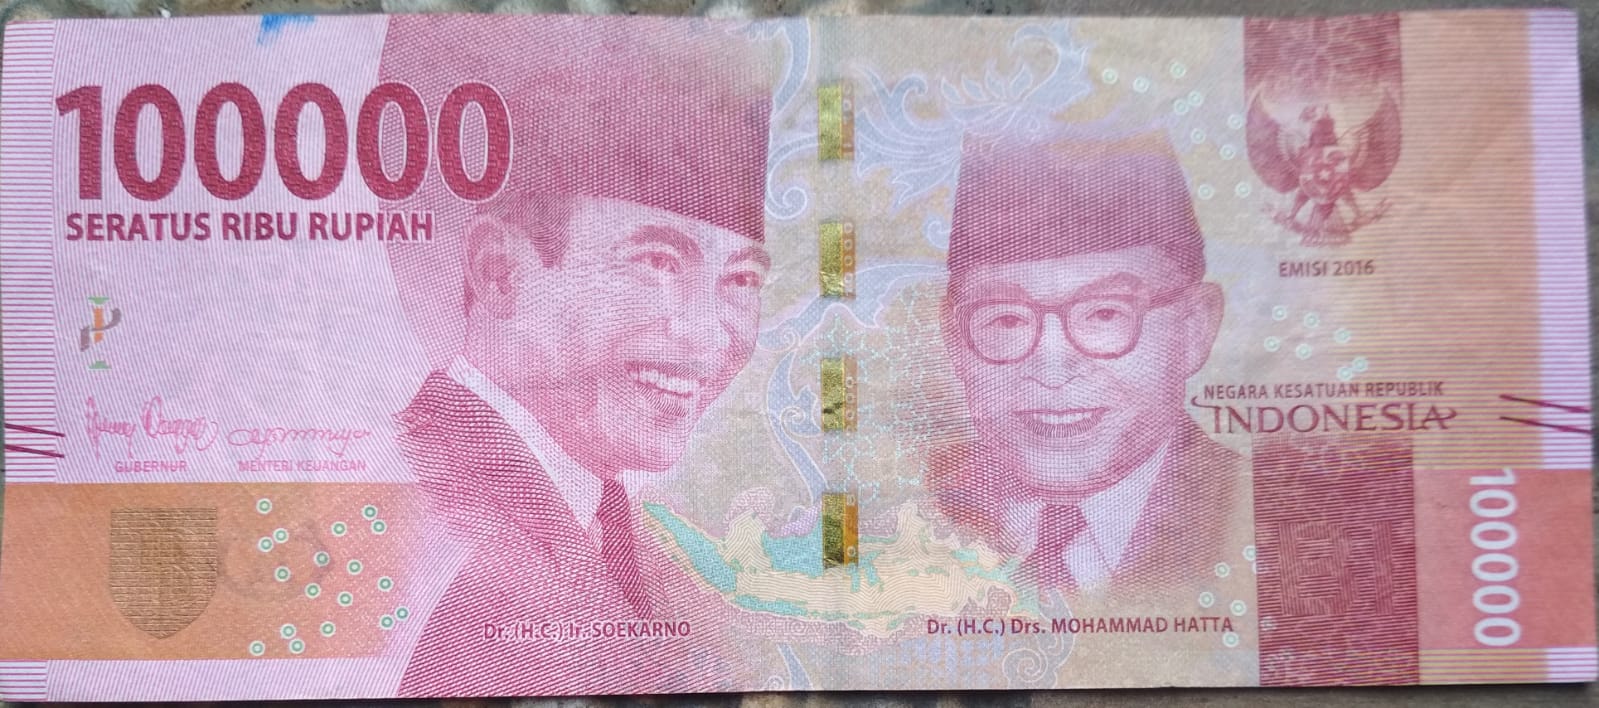 100000
SERATUS RIBU RUPIAH
EMISI 2016
NEGARA KESATUAN REPUBLIK
INDONESIA
GUBERNUR
MENTERI KEUANGAN
100000
Dr. (H.C.) Ir. SOEKARNO
Dr. (H.C.) Drs. MOHAMMAD HATTA